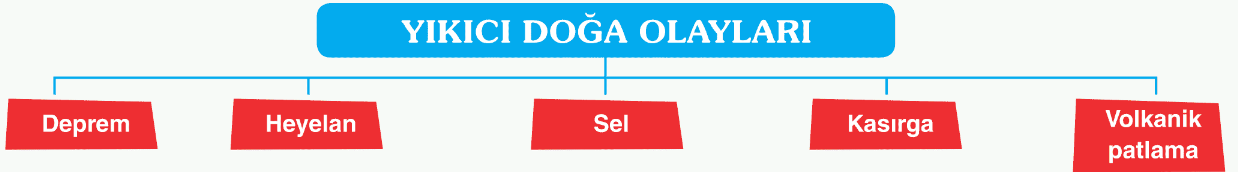 YIKICI DOĞA OLAYLARI
Deprem
Heyelan
Sel
Kasırga
Volkanik
patlama